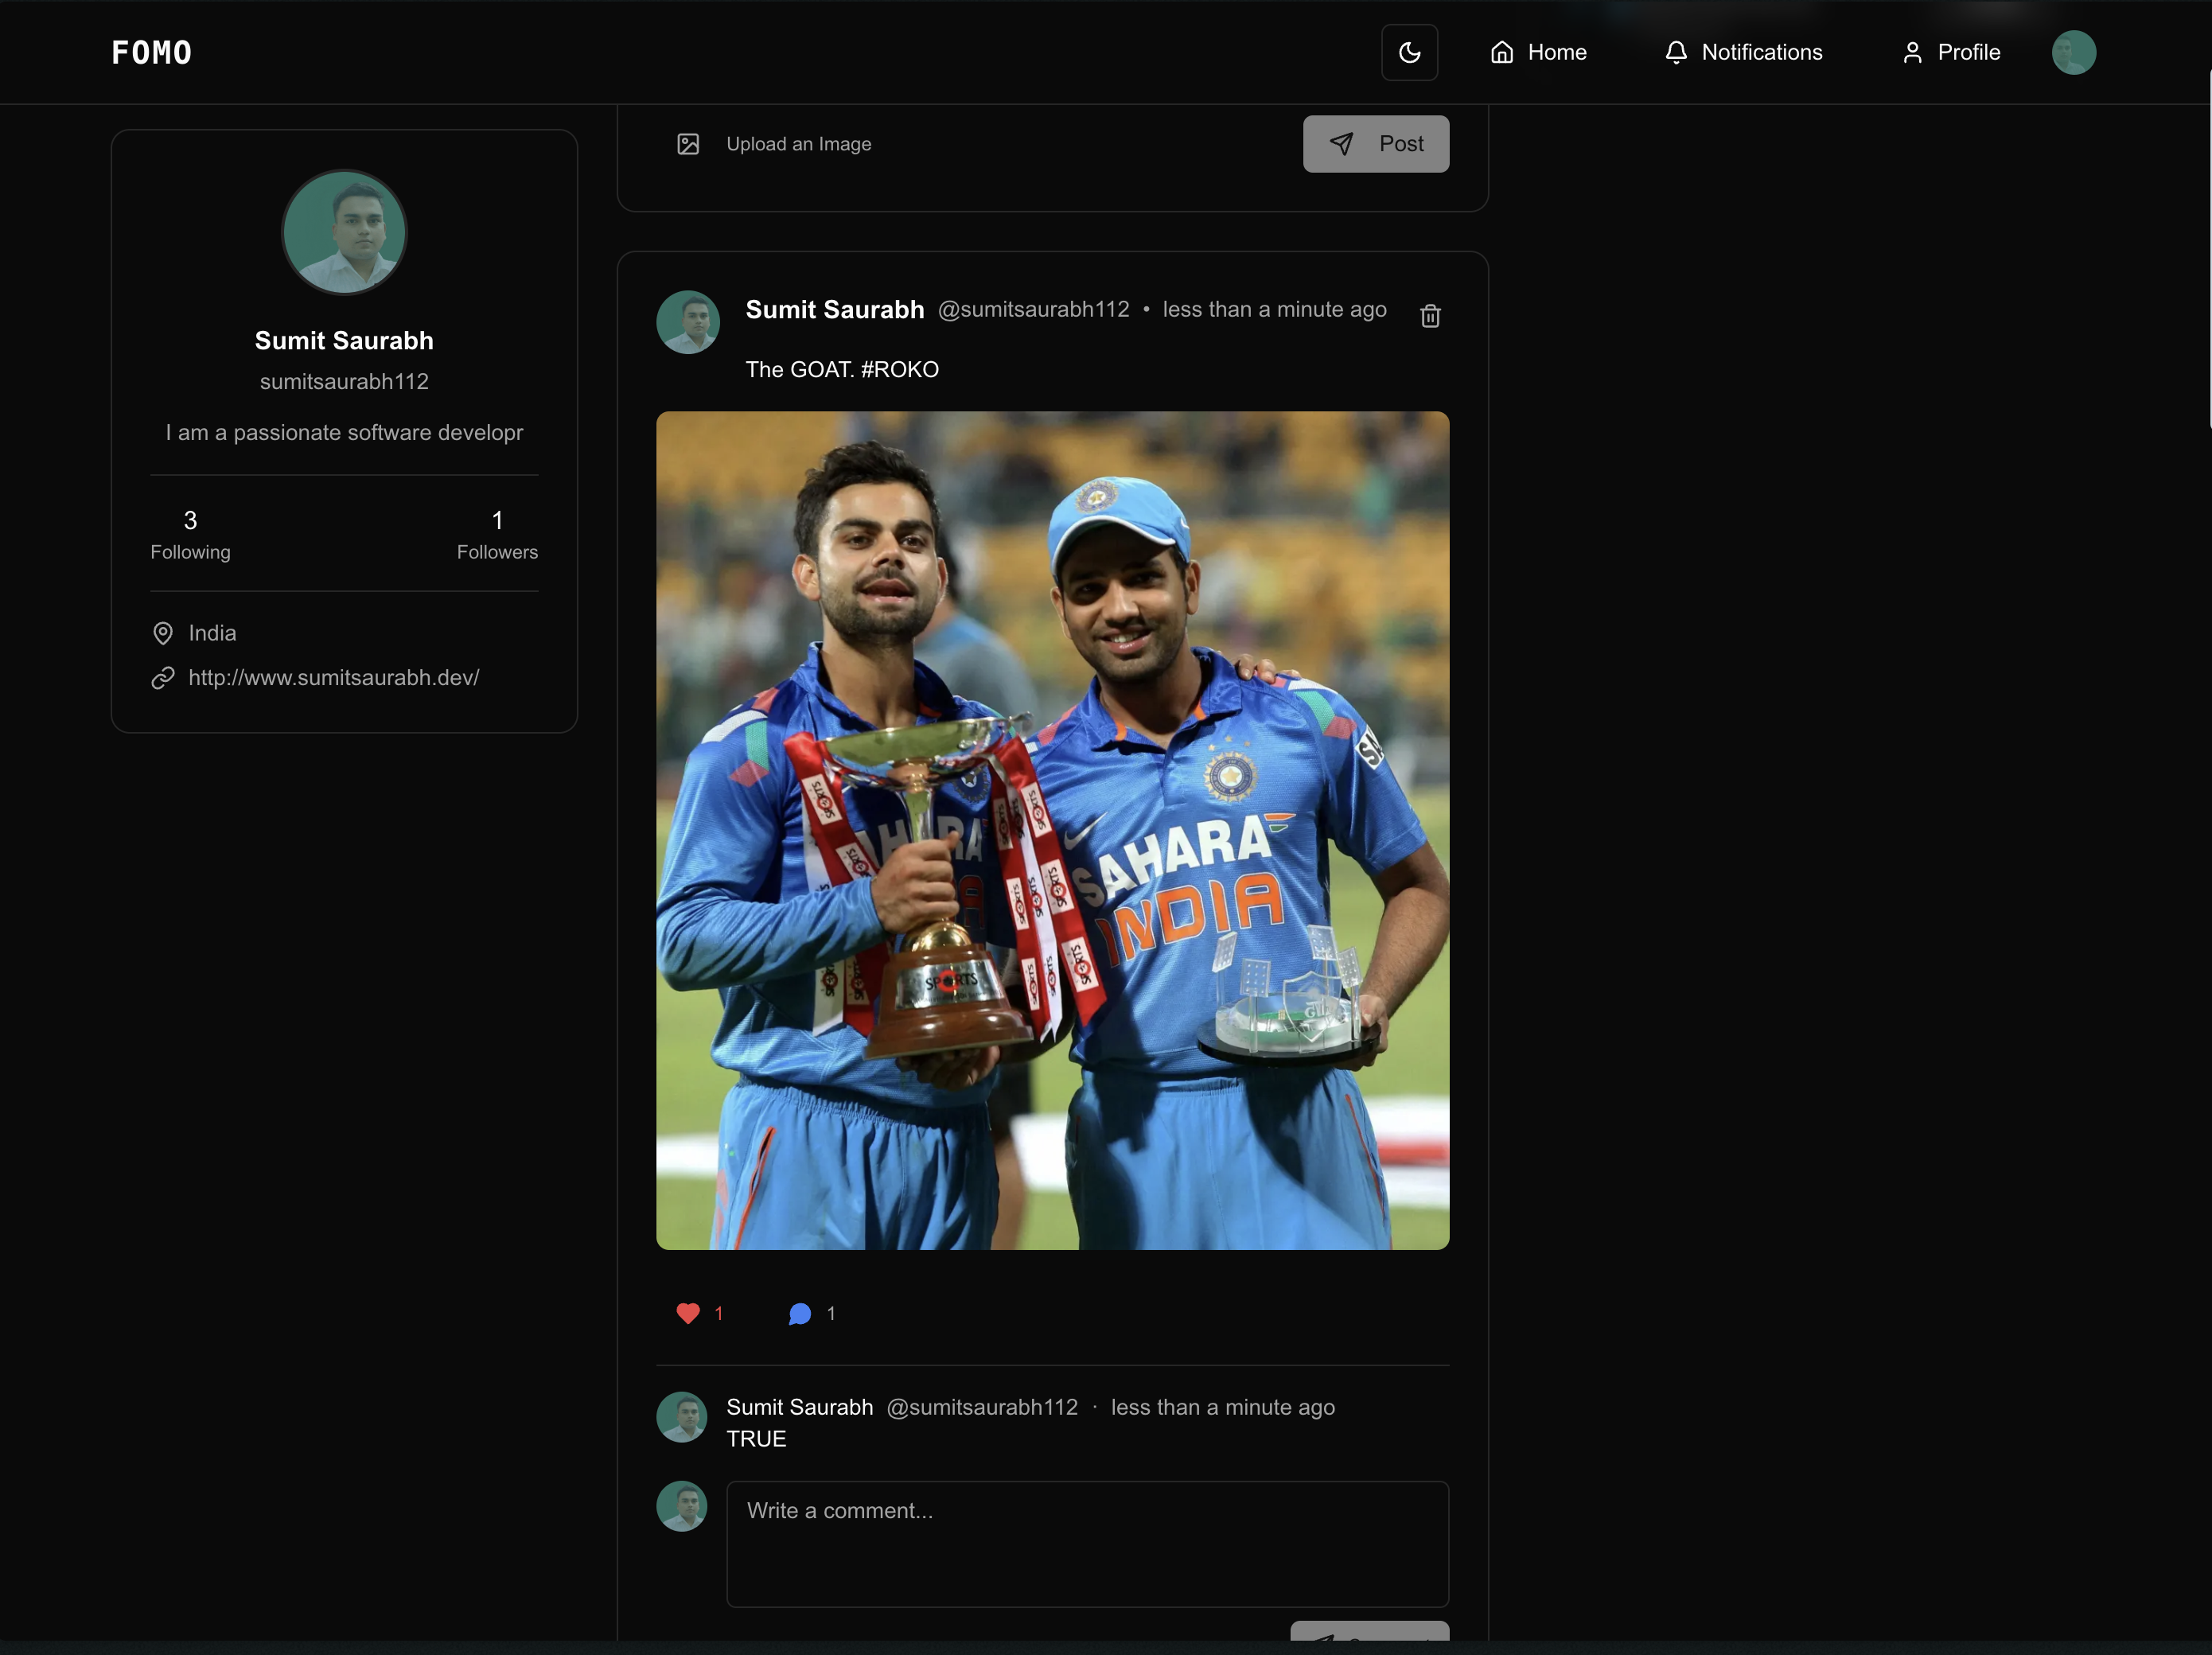 FOMO
Home
Notifications
Profile
Upload an Image
Post
Sumit Saurabh
sumitsaurabh112
I am a passionate software developr
3
Following
1
Followers
India
http://www.sumitsaurabh.dev/
Sumit Saurabh @sumitsaurabh112 • less than a minute ago
The GOAT. #ROKO
SAHARA
INDIA
SPORTS
1
1
Sumit Saurabh @sumitsaurabh112 · less than a minute ago
TRUE
Write a comment...